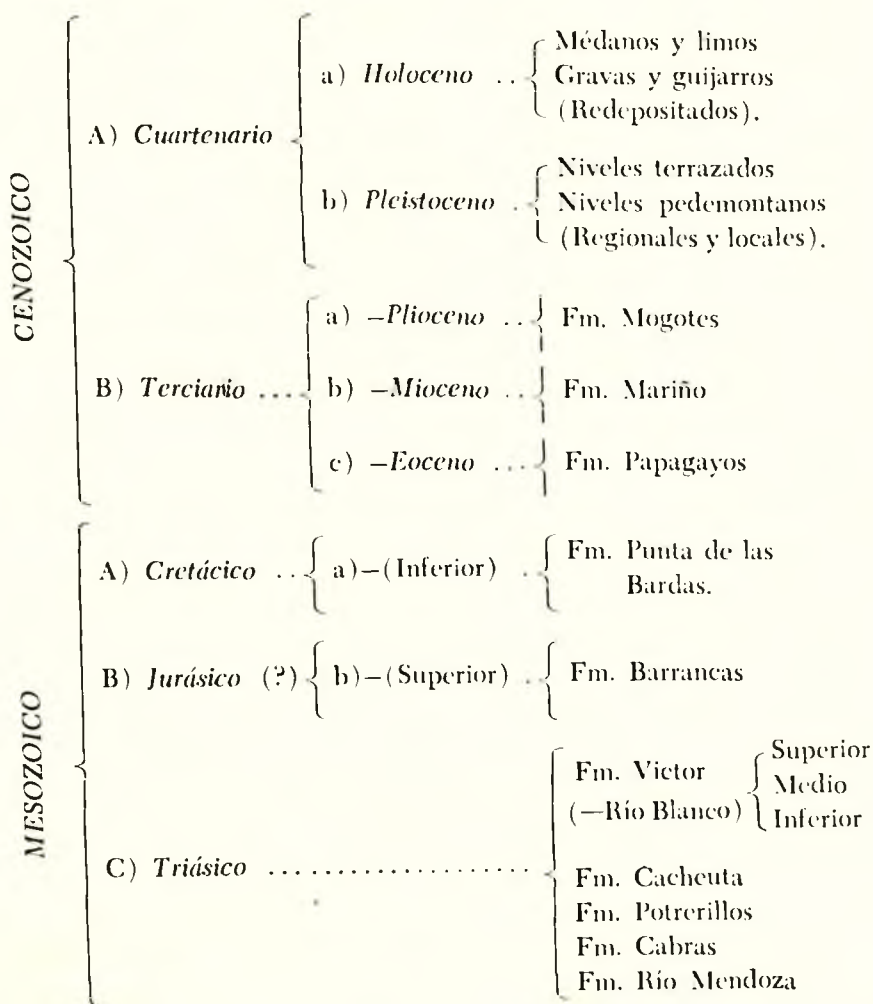 CENOZOICO
A) Cuartenario
a) Holoceno ..
Médanos y limos
Gravas y guijarros
(Redepositados).
b) Pleistoceno .
Niveles terrazados
Niveles pedemontanos
(Regionales y locales).
B) Terciario ....
a) —Plioceno ..
Fm. Mogotes
b) —Mioceno ..
Fm. Mariño
c) —Eoceno ...
Fm. Papagayos
MESOZOICO
A) Cretácico ..
a)—(Inferior) .
Fm. Punta de las
Bardas.
B) Jurásico (?)
b)—(Superior) .
Fm. Barrancas
C) Triásico ......................
Fm. Victor
(—Río Blanco)
Superior
Medio
Inferior
Fm. Cacheuta
Fm. Potrerillos
Fm. Cabras
Fm. Río Mendoza